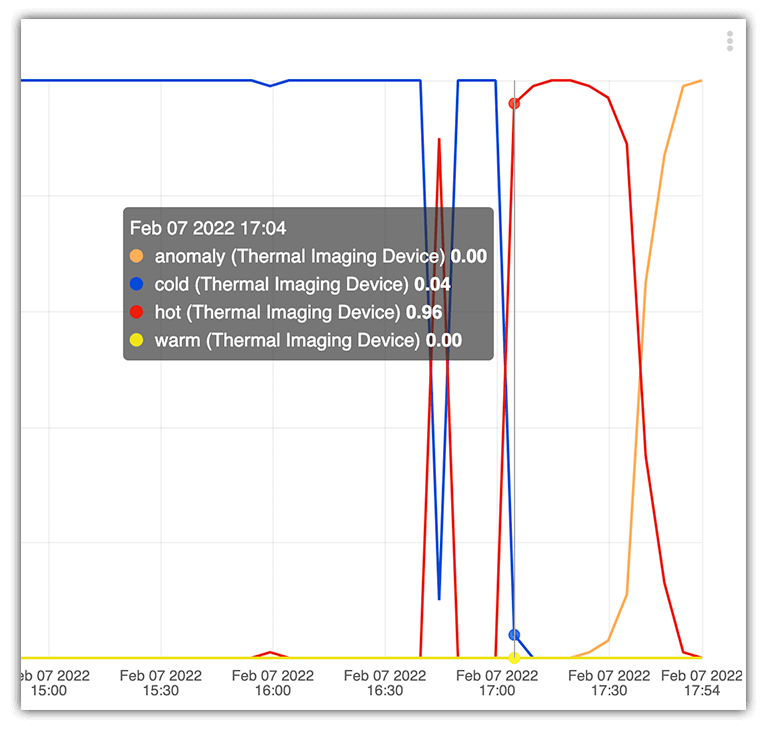 Feb 07 2022 17:04
anomaly (Thermal Imaging Device) 0.00
cold (Thermal Imaging Device) 0.04
hot (Thermal Imaging Device) 0.96
warm (Thermal Imaging Device) 0.00
eb 07 2022 Feb 07 2022 Feb 07 2022 Feb 07 2022 Feb 07 2022 Feb 07 2022 Feb 07 2022
15:00 15:30 16:00 16:30 17:00 17:30 17:54